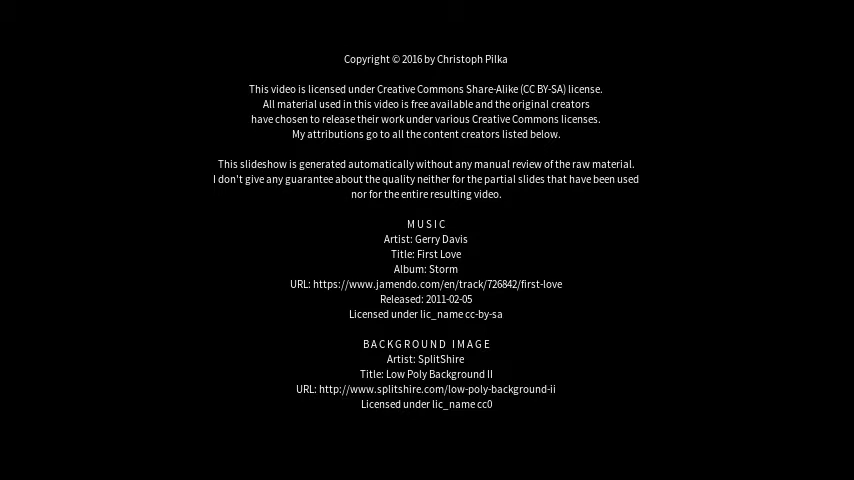 Copyright © 2016 by Christoph Pilka
This video is licensed under Creative Commons Share-Alike (CC BY-SA) license.
All material used in this video is free available and the original creators
have chosen to release their work under various Creative Commons licenses.
My attributions go to all the content creators listed below.
This slideshow is generated automatically without any manual review of the raw material.
I don't give any guarantee about the quality neither for the partial slides that have been used
nor for the entire resulting video.
M U S I C
Artist: Gerry Davis
Title: First Love
Album: Storm
URL: https://www.jamendo.com/en/track/726842/first-love
Released: 2011-02-05
Licensed under lic_name cc-by-sa
B A C K G R O U N D   I M A G E
Artist: SplitShire
Title: Low Poly Background II
URL: http://www.splitshire.com/low-poly-background-ii
Licensed under lic_name cc0